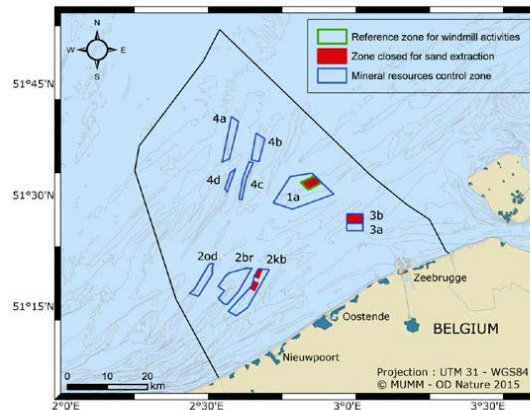 N
W E
S
Reference zone for windmill activities
Zone closed for sand extraction
Mineral resources control zone
51°45'N
51°30'N
51°15'N
4a
4b
4d
4c
1a
3b
3a
2od
2br
2kb
Zeebrugge
Oostende
BELGIUM
Nieuwpoort
Projection : UTM 31 - WGS84
© MUMM - OD Nature 2015
0 10 20
km
2°0'E 2°30'E 3°0'E 3°30'E